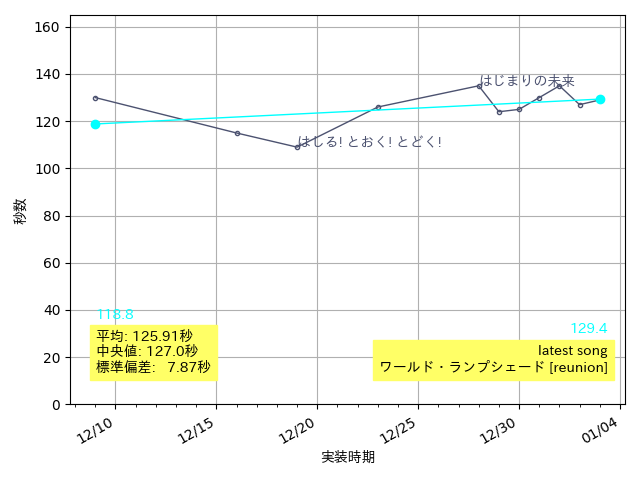 160
140
120
100
80
60
40
20
0
秒数
はじまりの未来
はしる! とおく! とどく!
118.8
平均: 125.91秒
中央値: 127.0秒
標準偏差: 7.87秒
129.4
latest song
ワールド・ランプシェード [reunion]
12/10
12/15
12/20
12/25
12/30
01/04
実装時期